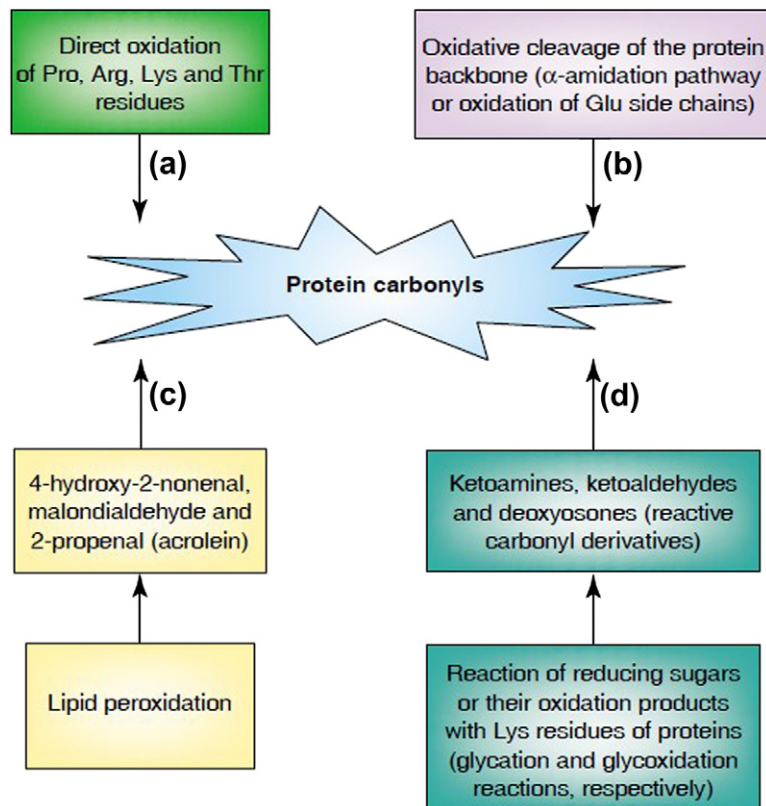 Direct oxidation
of Pro, Arg, Lys and Thr
residues
Oxidative cleavage of the protein
backbone (α-amidation pathway
or oxidation of Glu side chains)
(a)
(b)
Protein carbonyls
(c)
(d)
4-hydroxy-2-nonenal,
malondialdehyde and
2-propenal (acrolein)
Ketoamines, ketoaldehydes
and deoxyosones (reactive
carbonyl derivatives)
Lipid peroxidation
Reaction of reducing sugars
or their oxidation products
with Lys residues of proteins
(glycation and glycoxidation
reactions, respectively)